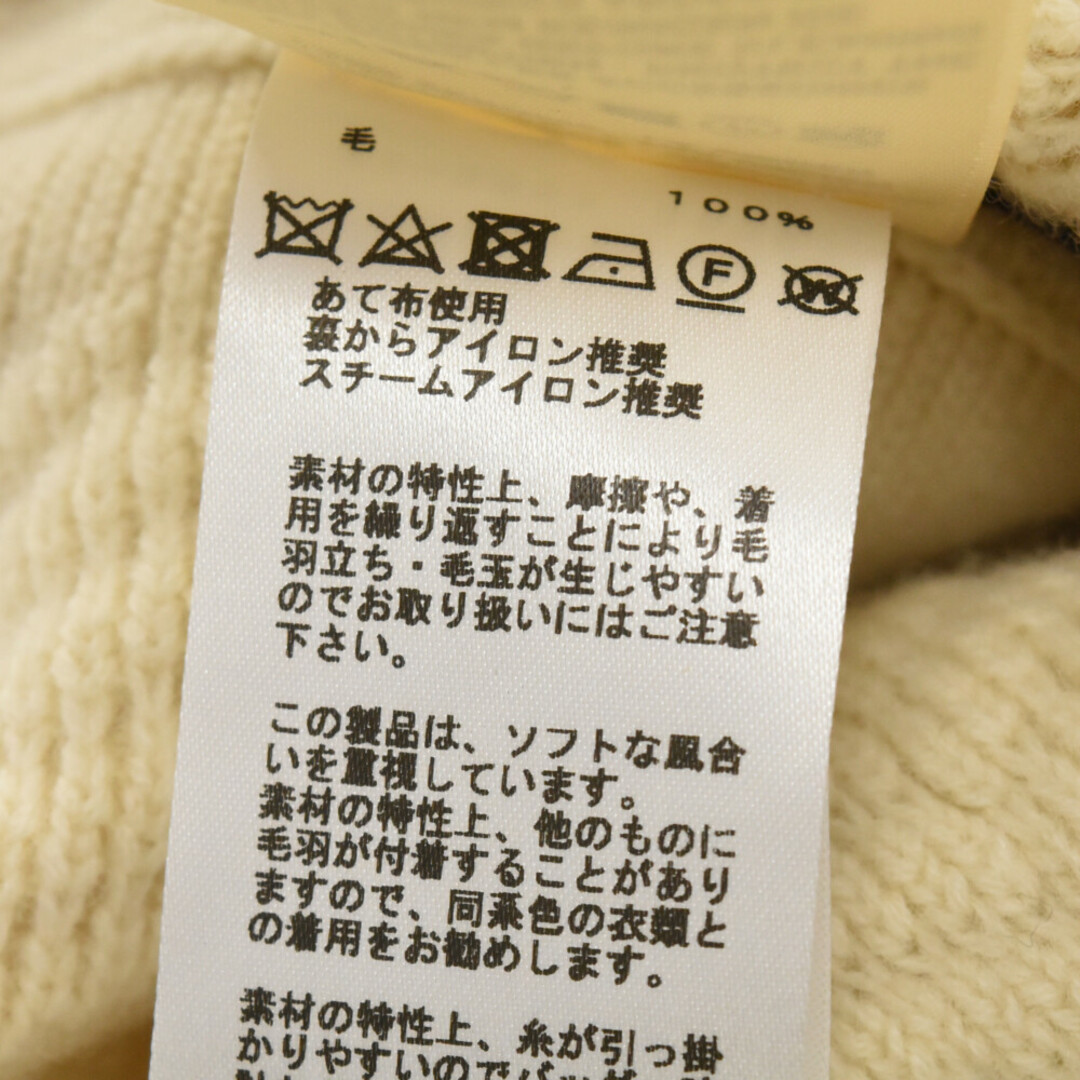 毛
100%
F
W
あて布使用
裏からアイロン推奨
スチームアイロン推奨
素材の特性上、摩擦や、着
用を繰り返すことにより毛
羽立ち・毛玉が生じやすい
のでお取り扱いにはご注意
下さい。
この製品は、ソフトな風合
いを重視しています。
素材の特性上、他のものに
毛羽が付着することがあり
ますので、同系色の衣類と
の着用をお勧めします。
素材の特性上、糸が引っ掛
かりやすいのでバッグ